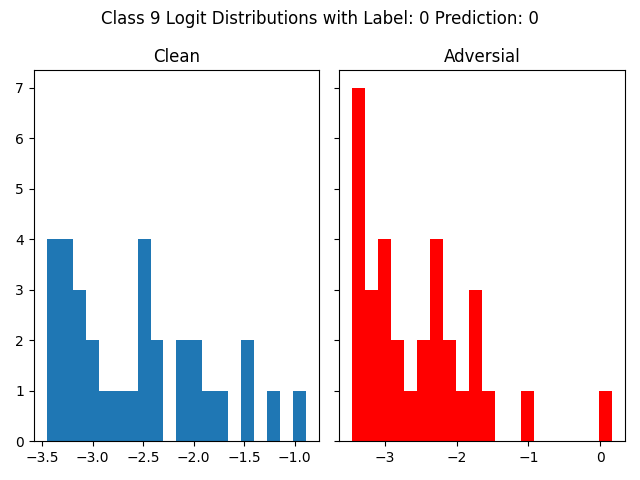 Class 9 Logit Distributions with Label: 0 Prediction: 0
Clean
Adversial
7
6
5
4
3
2
1
0
−3.5 −3.0 −2.5 −2.0 −1.5 −1.0
−3 −2 −1 0